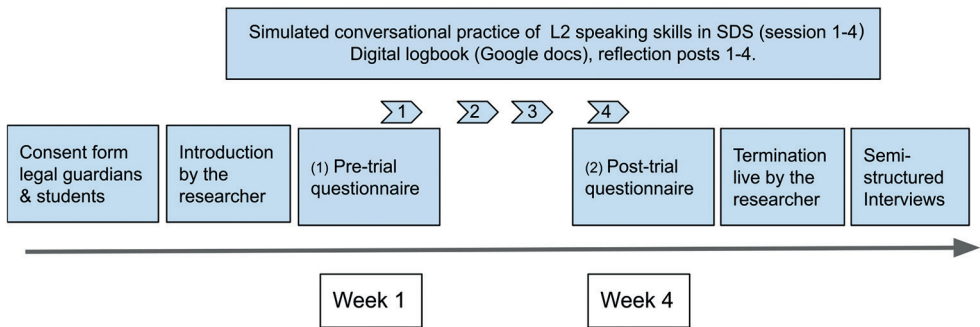 Simulated conversational practice of L2 speaking skills in SDS (session 1-4)
Digital logbook (Google docs), reflection posts 1-4.
1
2
3
4
Consent form
legal guardians
& students
Introduction
by the
researcher
(1) Pre-trial
questionnaire
(2) Post-trial
questionnaire
Termination
live by the
researcher
Semi-
structured
Interviews
Week 1
Week 4